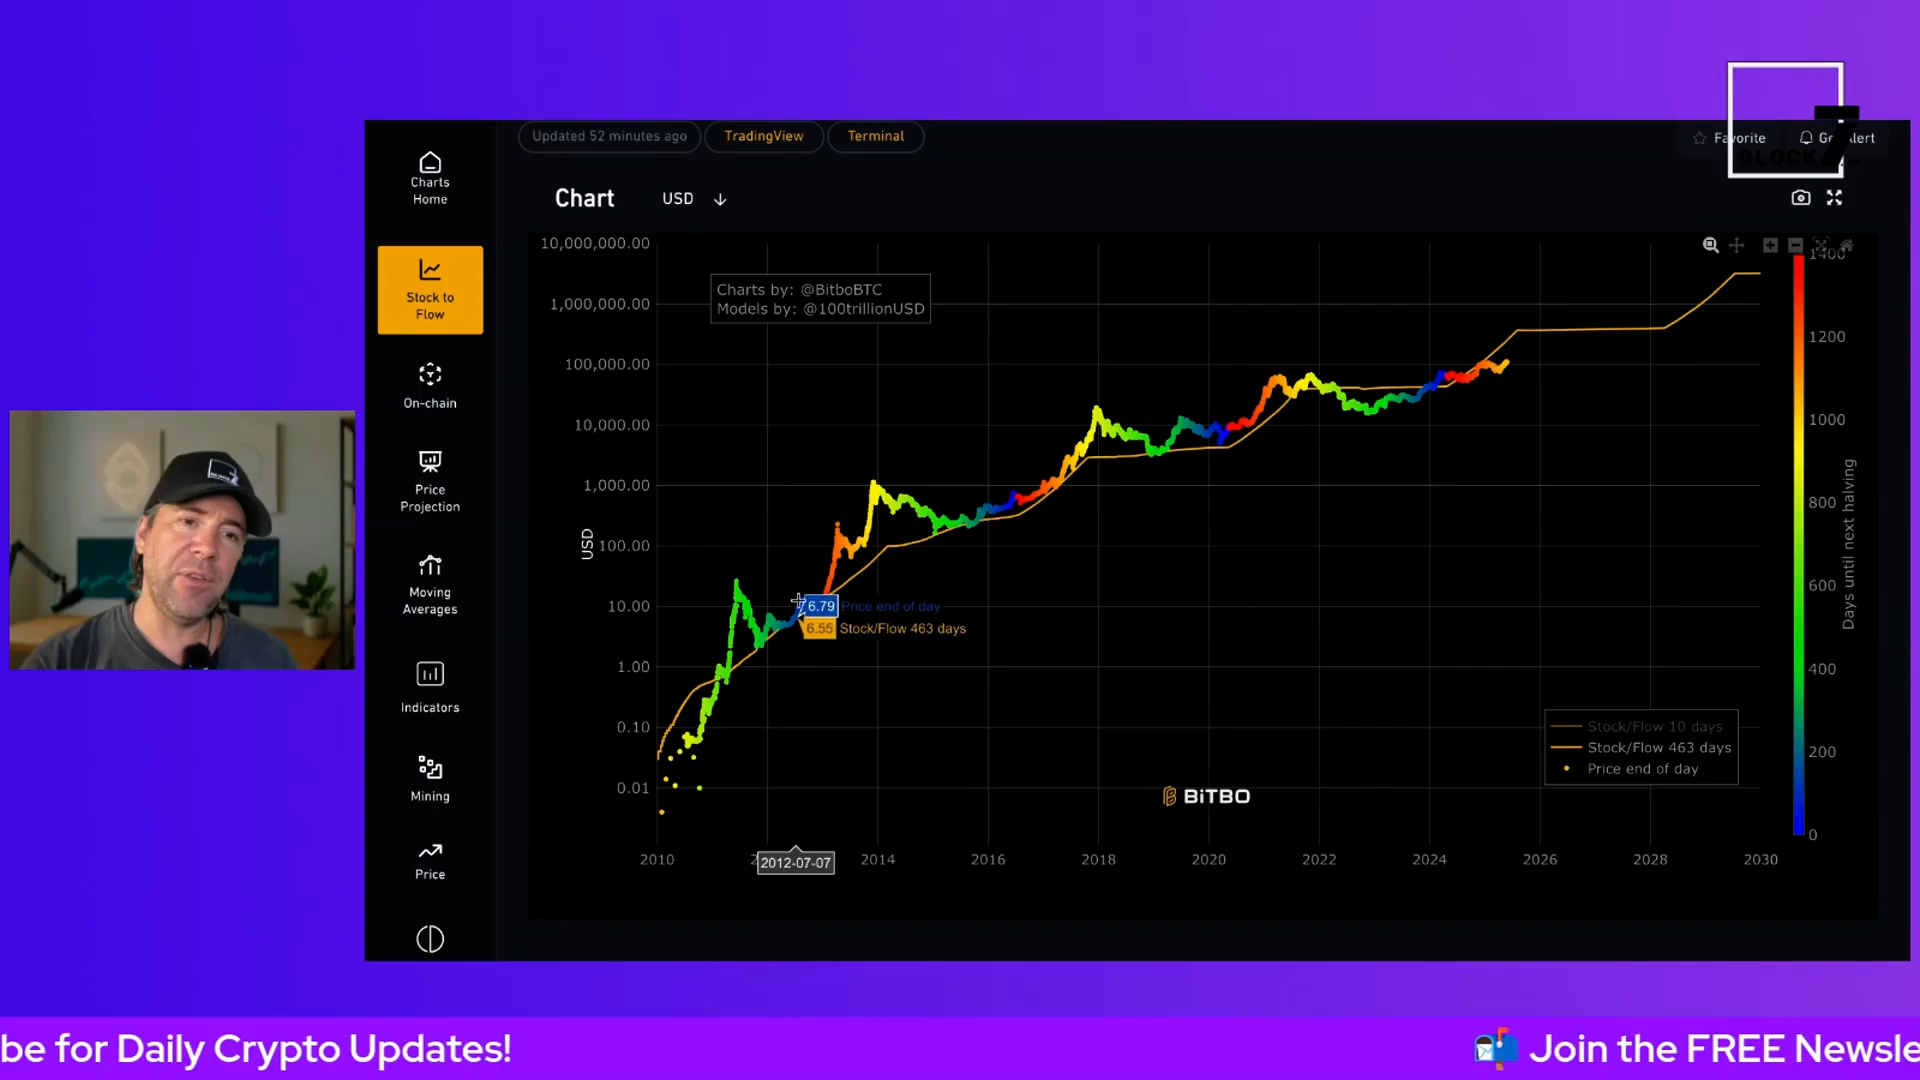 Updated 52 minutes ago
TradingView
Terminal
Favorite
Chart
USD
Charts
Home
Stock to
Flow
On-chain
Price
Projection
Moving
Averages
Indicators
Mining
Price
10,000,000.00
1,000,000.00
100,000.00
10,000.00
1,000.00
100.00
10.00
1.00
0.10
0.01
USD
Charts by: @BitboBTC
Models by: @100trillionUSD
6.79 Price end of day
6.55 Stock/Flow 463 days
Stock/Flow 10 days
Stock/Flow 463 days
Price end of day
BiTBO
2010
2012-07-07
2014
2016
2018
2020
2022
2024
2026
2028
2030
1400
1200
1000
800
600
400
200
0
Days until next halving
be for Daily Crypto Updates!
📬 Join the FREE Newsle